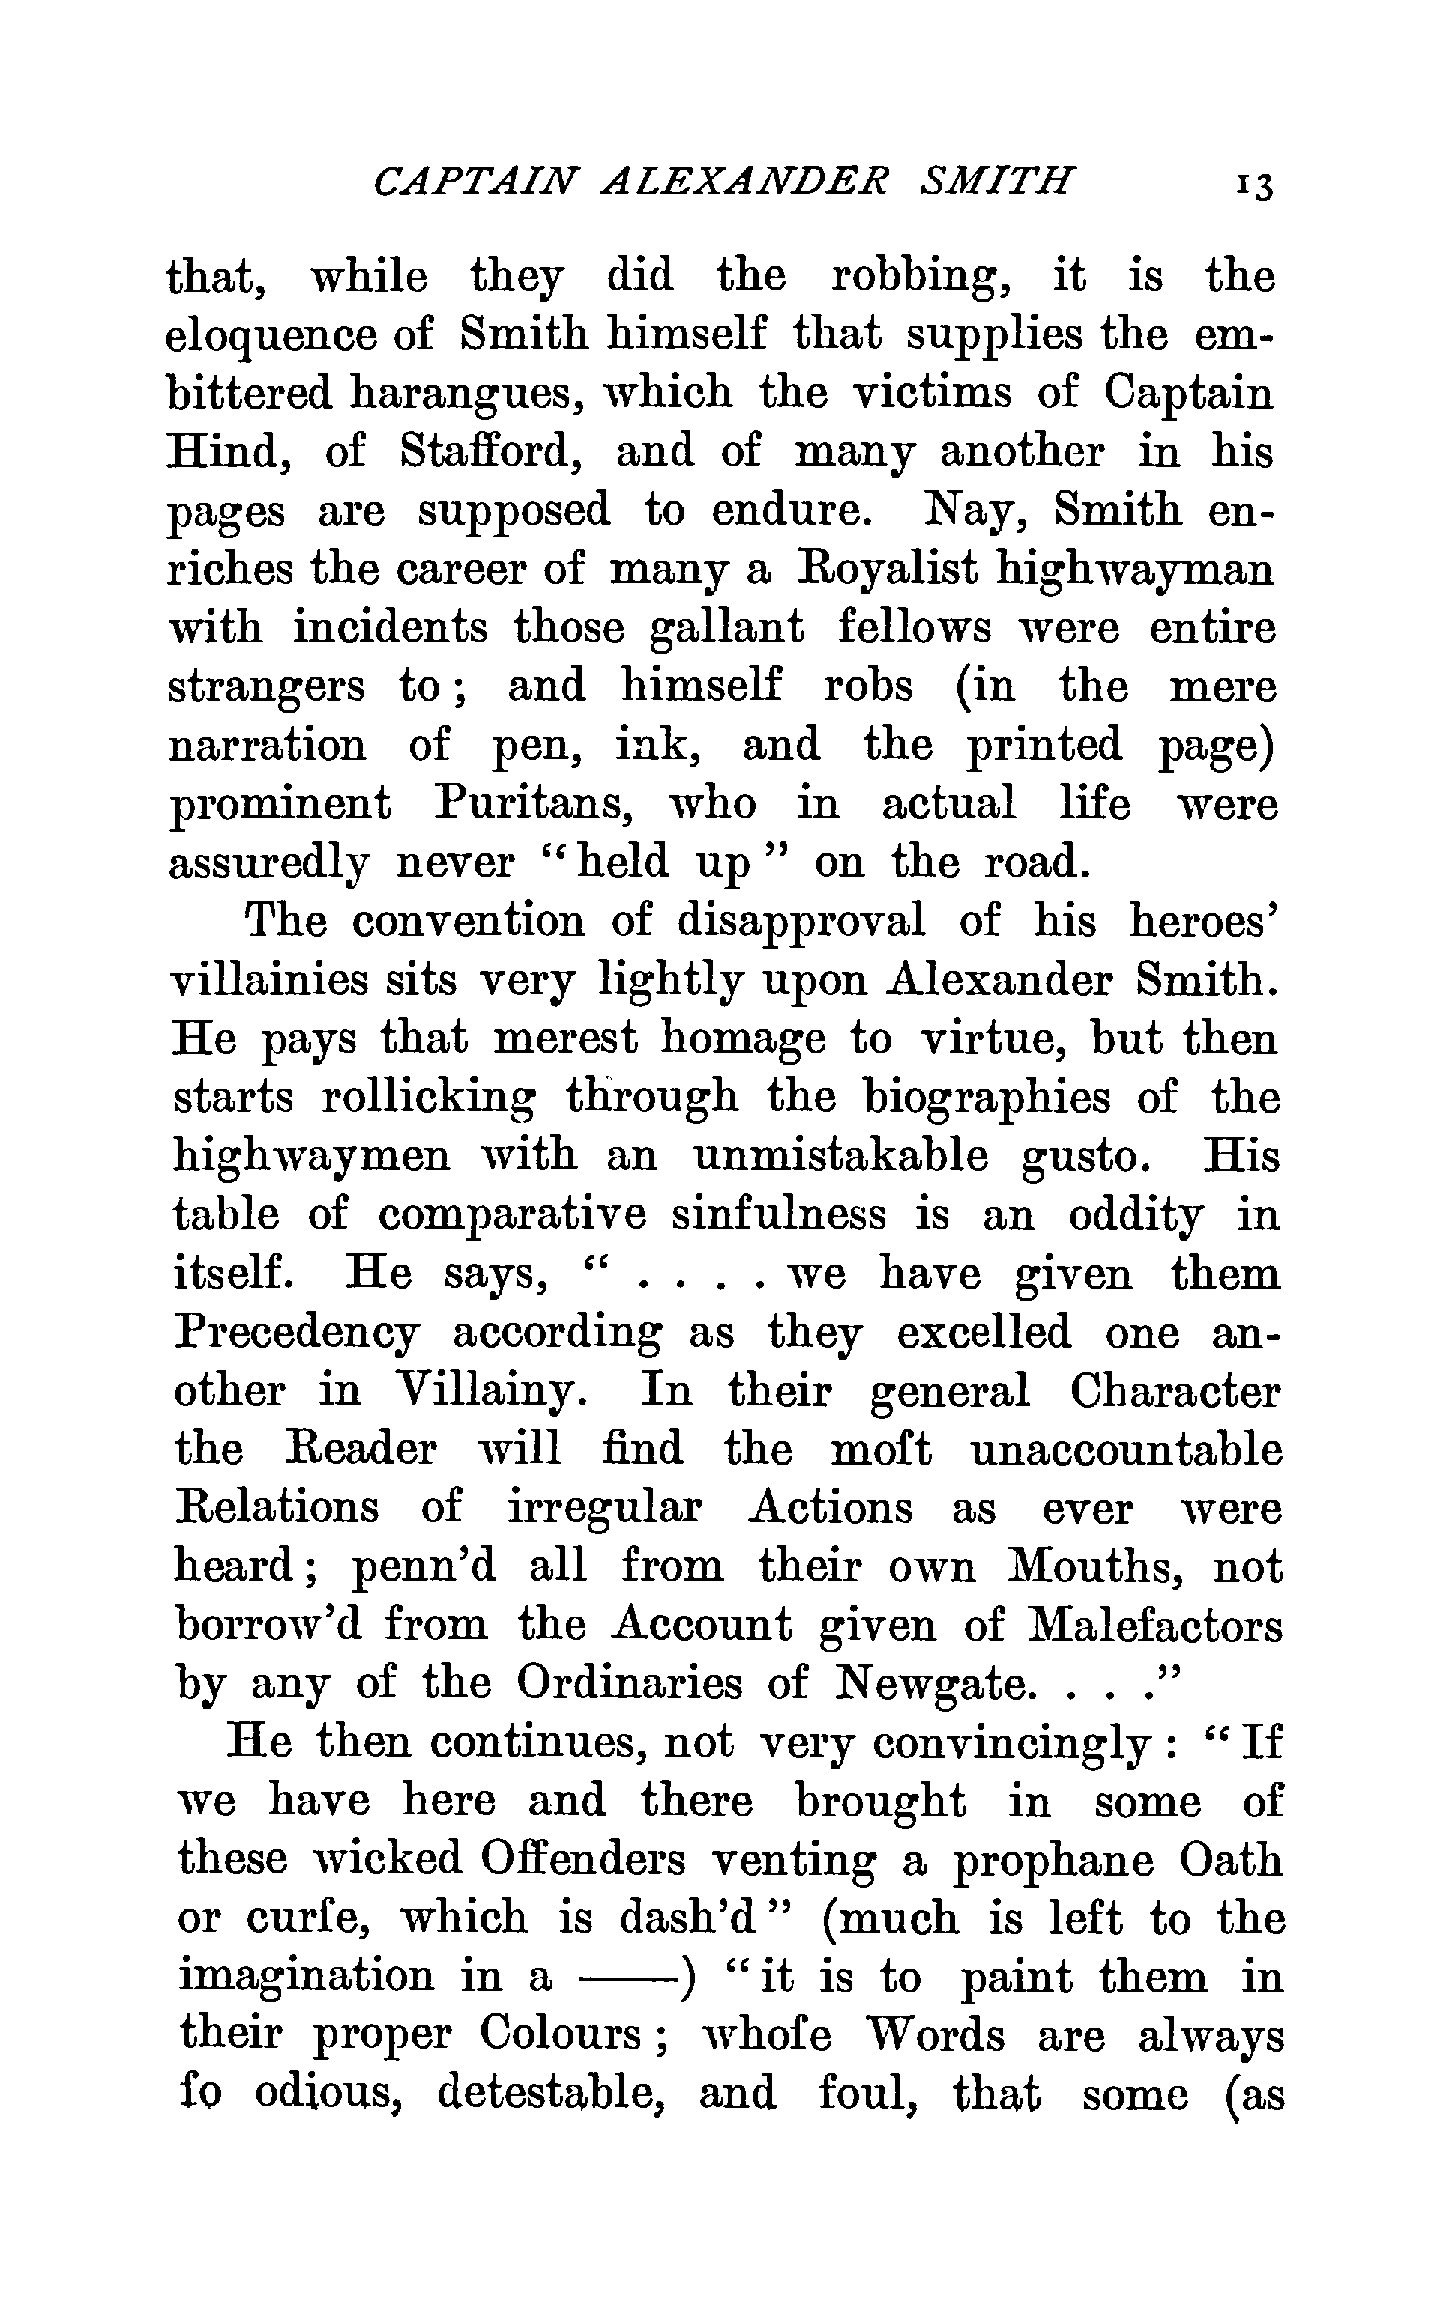 CAPTAIN ALEXANDER SMITH 13
that, while they did the robbing, it is the
eloquence of Smith himself that supplies the em-
bittered harangues, which the victims of Captain
Hind, of Stafford, and of many another in his
pages are supposed to endure. Nay, Smith en-
riches the career of many a Royalist highwayman
with incidents those gallant fellows were entire
strangers to; and himself robs (in the mere
narration of pen, ink, and the printed page)
prominent Puritans, who in actual life were
assuredly never “held up” on the road.
The convention of disapproval of his heroes’
villainies sits very lightly upon Alexander Smith.
He pays that merest homage to virtue, but then
starts rollicking through the biographies of the
highwaymen with an unmistakable gusto. His
table of comparative sinfulness is an oddity in
itself. He says, “ . . . . we have given them
Precedency according as they excelled one an-
other in Villainy. In their general Character
the Reader will find the moſt unaccountable
Relations of irregular Actions as ever were
heard; penn’d all from their own Mouths, not
borrow’d from the Account given of Malefactors
by any of the Ordinaries of Newgate. . . .”
He then continues, not very convincingly: “If
we have here and there brought in some of
these wicked Offenders venting a prophane Oath
or curſe, which is dash’d” (much is left to the
imagination in a ——) “it is to paint them in
their proper Colours; whoſe Words are always
ſo odious, detestable, and foul, that some (as